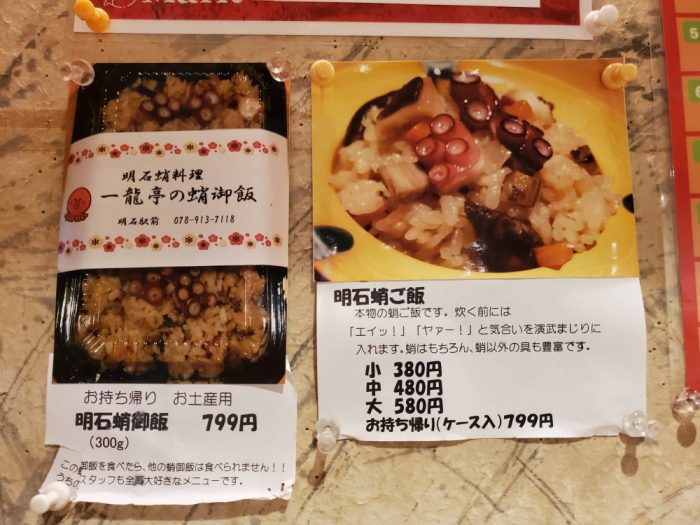 明石蛸料理
一龍亭の蛸御飯
明石駅前 078-913-7118
お持ち帰り お土産用
明石蛸御飯 799円
(300g)
この 御飯を食べたら、他の蛸御飯は食べられません!!
うちの スタッフも全員大好きなメニューです。
明石蛸ご飯
本物の蛸ご飯です。炊く前には
「エイッ!」「ヤァー!」と気合いを演武まじりに
入れます。蛸はもちろん、蛸以外の具も豊富です。
小 380円
中 480円
大 580円
お持ち帰り(ケース入)799円
5
6